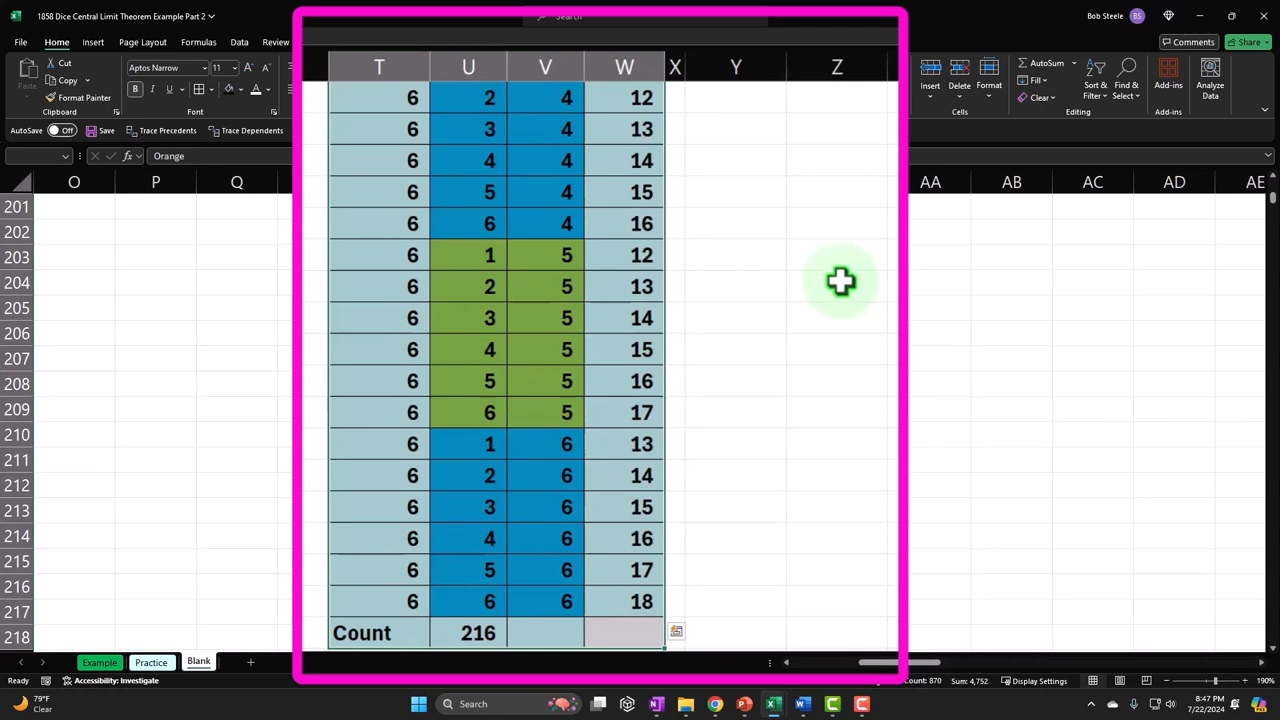 1858 Dice Central Limit Theorem Example Part 2
Search
Bob Steele BS
File Home Insert Page Layout Formulas Data Review
Comments Share
Cut
Copy
Format Painter
Paste
Clipboard
Aptos Narrow 11
B I U
Font
Insert Delete Format
Cells
AutoSum
Fill
Clear
Sort & Filter
Find & Select
Editing
Add-ins
Add-ins
Analyze Data
AutoSave Off Save Trace Precedents Trace Dependents
fx Orange
O P Q T U V W X Y Z AA AB AC AD AE
201
202
203
204
205
206
207
208
209
210
211
212
213
214
215
216
217
218
6 2 4 12
6 3 4 13
6 4 4 14
6 5 4 15
6 6 4 16
6 1 5 12
6 2 5 13
6 3 5 14
6 4 5 15
6 5 5 16
6 6 5 17
6 1 6 13
6 2 6 14
6 3 6 15
6 4 6 16
6 5 6 17
6 6 6 18
Count 216
Example Practice Blank
Ready Accessibility: Investigate
Count: 870 Sum: 4,752 Display Settings 190%
79°F
Clear
Search
8:47 PM
7/22/2024